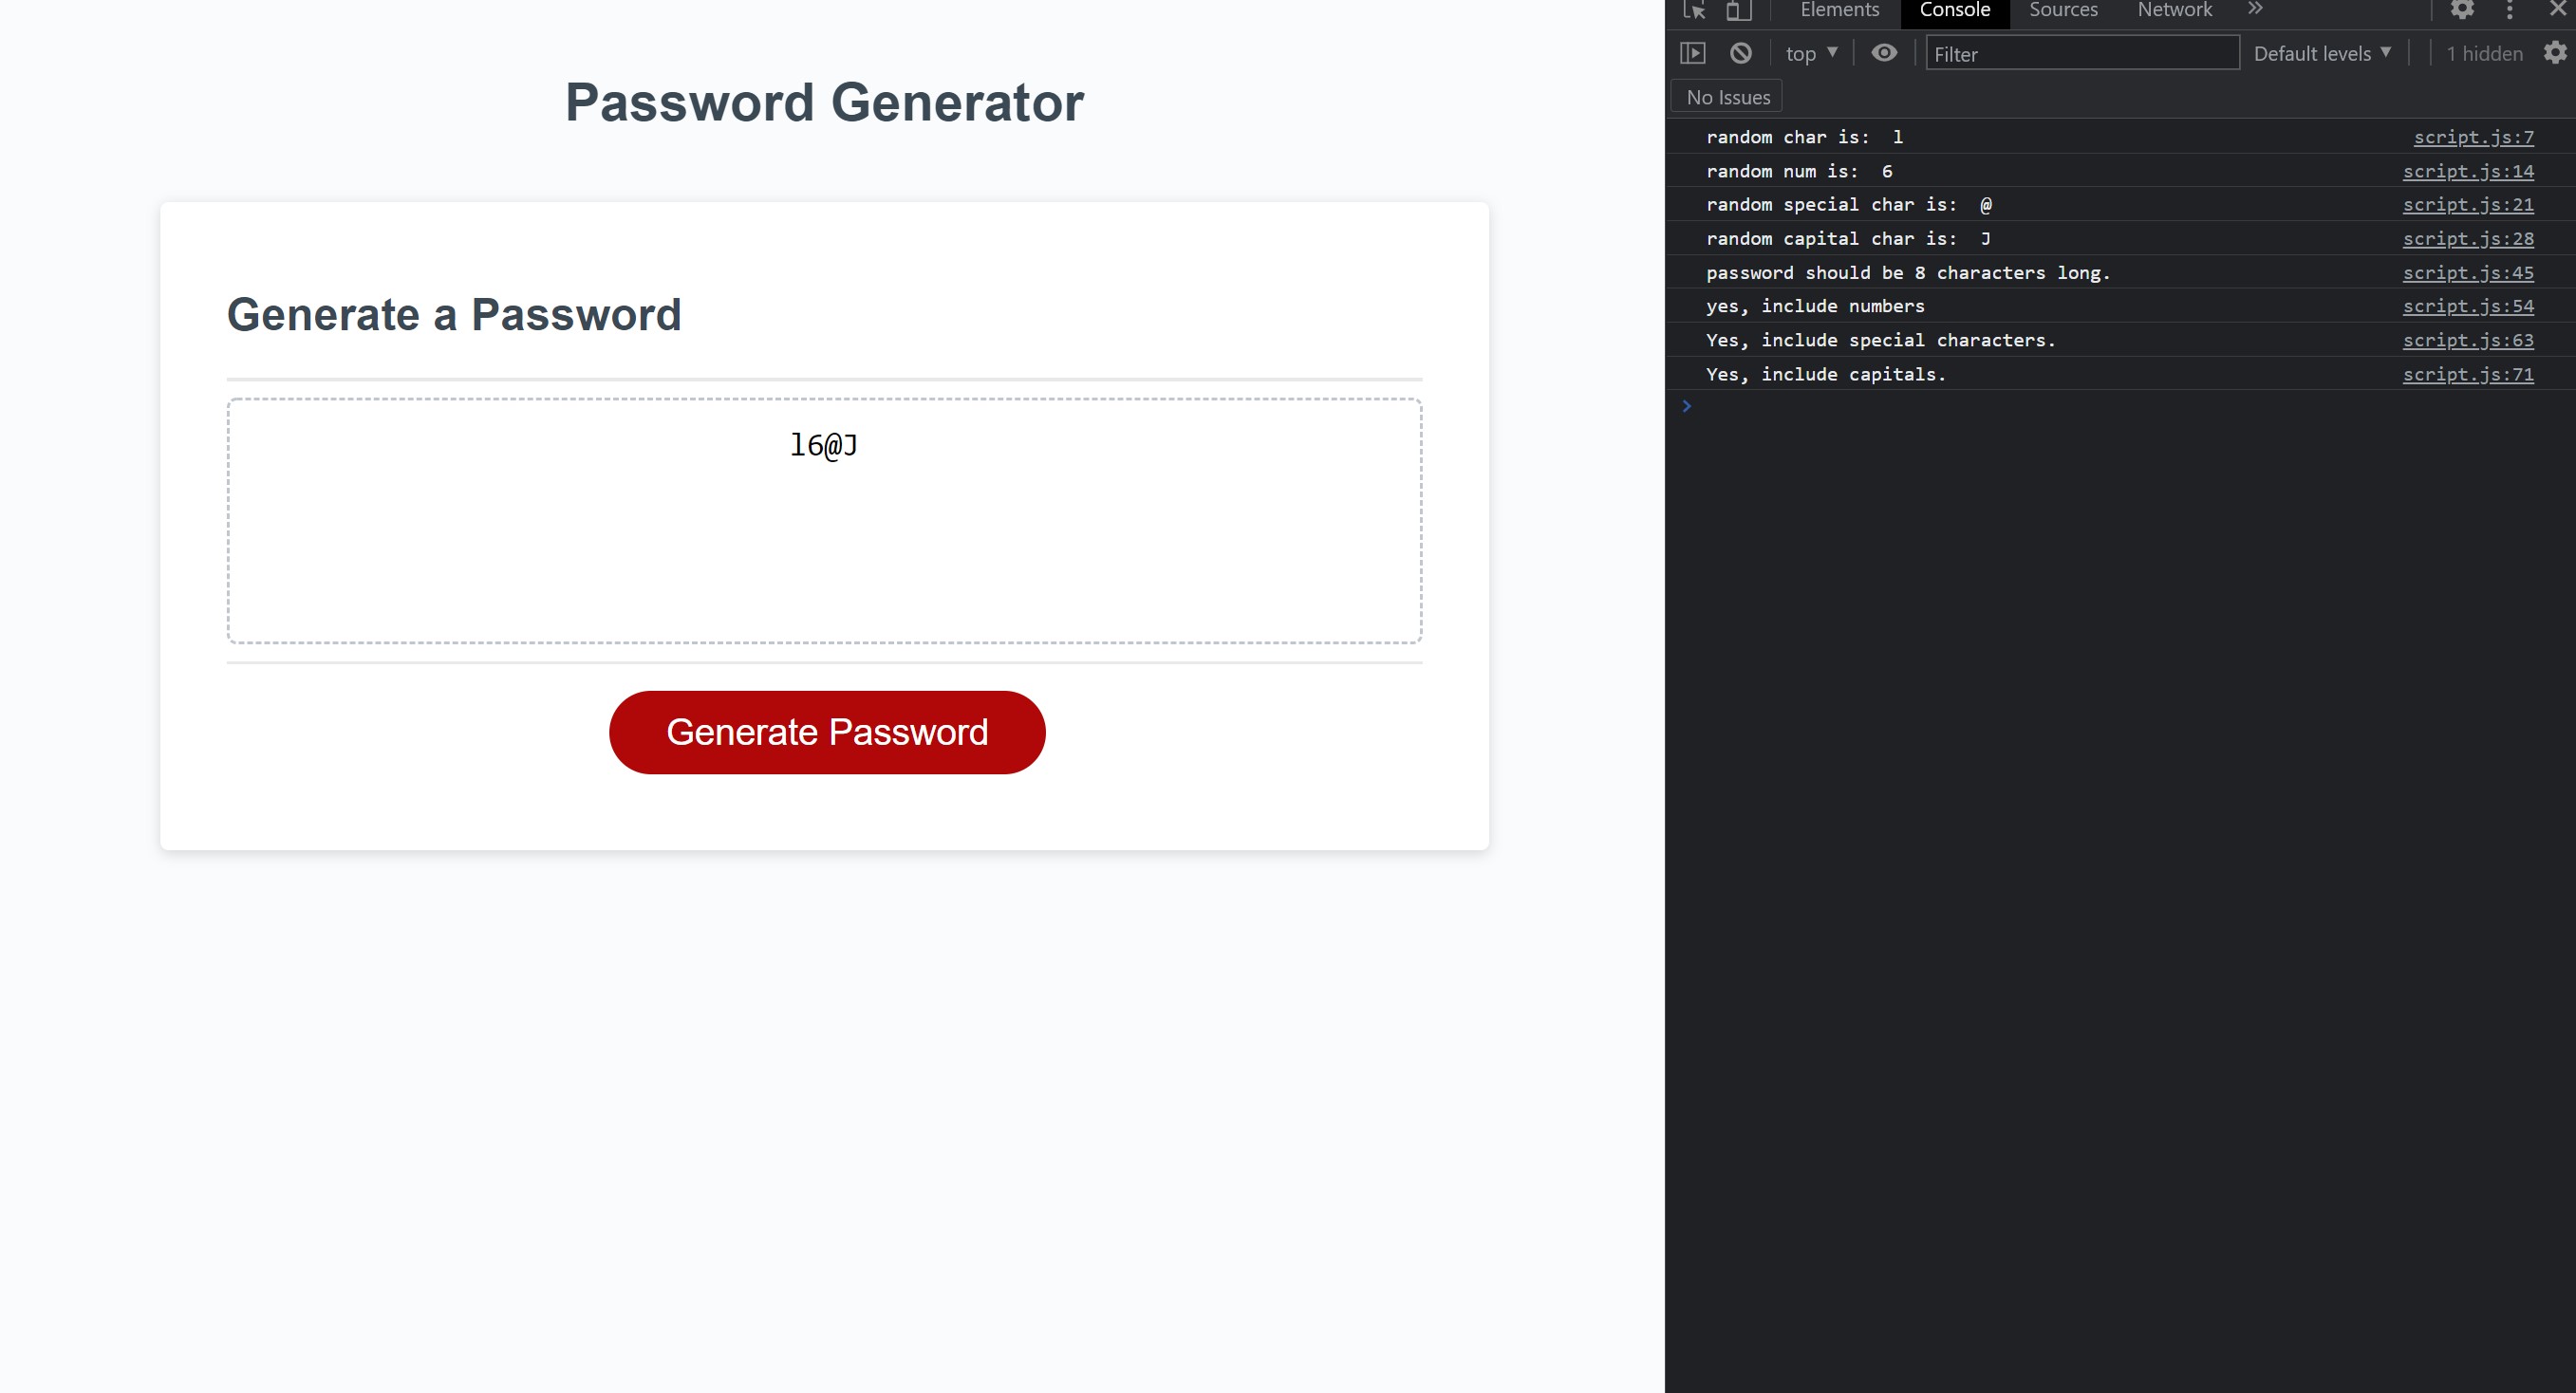 Password Generator
Generate a Password
l6@J
Generate Password
Elements Console Sources Network »
top ▼ Filter Default levels ▼ 1 hidden
No Issues
random char is:  l script.js:7
random num is:  6 script.js:14
random special char is:  @ script.js:21
random capital char is:  J script.js:28
password should be 8 characters long. script.js:45
yes, include numbers script.js:54
Yes, include special characters. script.js:63
Yes, include capitals. script.js:71
>